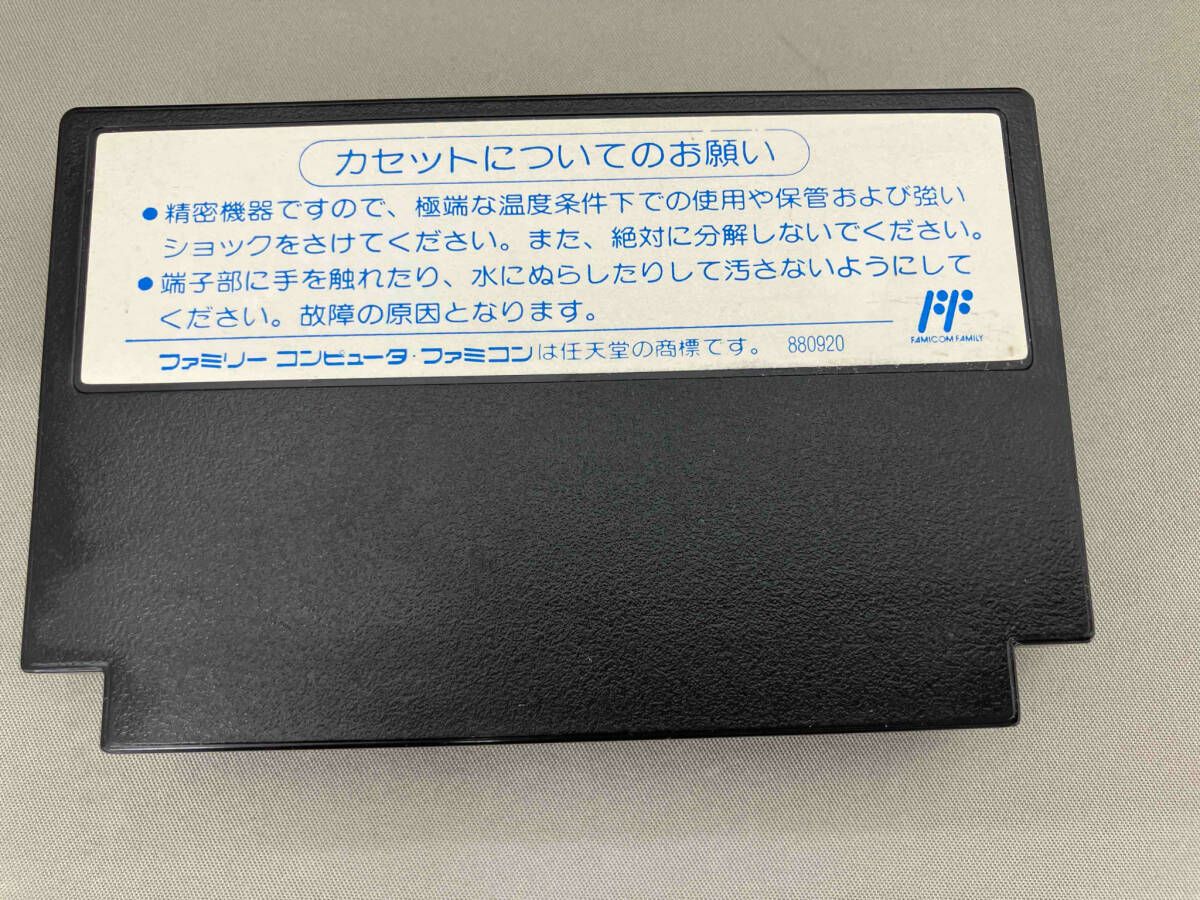 カセットについてのお願い
●精密機器ですので、極端な温度条件下での使用や保管および強い
ショックをさけてください。また、絶対に分解しないでください。
●端子部に手を触れたり、水にぬらしたりして汚さないようにして
ください。故障の原因となります。
FAMICOM FAMILY
ファミリーコンピュータ・ファミコンは任天堂の商標です。 880920